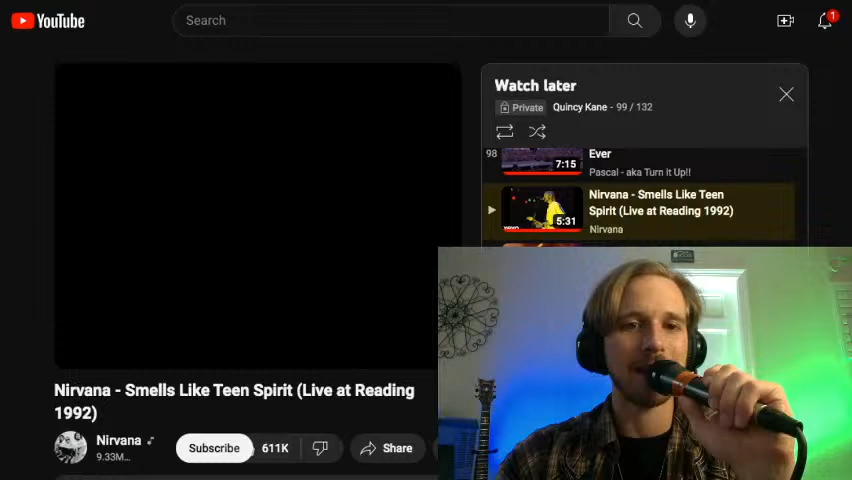 YouTube
Search
1
Watch later
Private
Quincy Kane - 99 / 132
98
Ever
7:15
Pascal - aka Turn it Up!!
Nirvana - Smells Like Teen
Spirit (Live at Reading 1992)
5:31
Nirvana
Nirvana - Smells Like Teen Spirit (Live at Reading
1992)
Nirvana
9.33M...
Subscribe
611K
Share